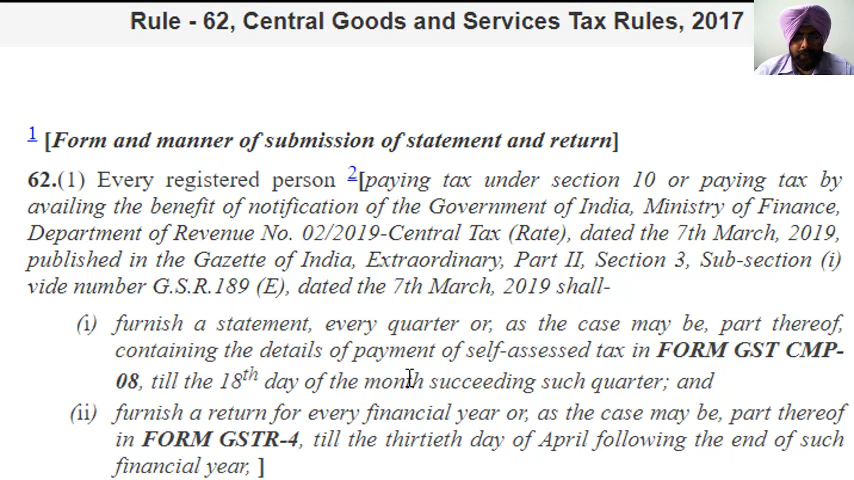 Rule - 62, Central Goods and Services Tax Rules, 2017
1 [Form and manner of submission of statement and return]
62.(1) Every registered person 2[paying tax under section 10 or paying tax by
availing the benefit of notification of the Government of India, Ministry of Finance,
Department of Revenue No. 02/2019-Central Tax (Rate), dated the 7th March, 2019,
published in the Gazette of India, Extraordinary, Part II, Section 3, Sub-section (i)
vide number G.S.R.189 (E), dated the 7th March, 2019 shall-
(i) furnish a statement, every quarter or, as the case may be, part thereof,
containing the details of payment of self-assessed tax in FORM GST CMP-
08, till the 18th day of the month succeeding such quarter; and
(ii) furnish a return for every financial year or, as the case may be, part thereof
in FORM GSTR-4, till the thirtieth day of April following the end of such
financial year, ]